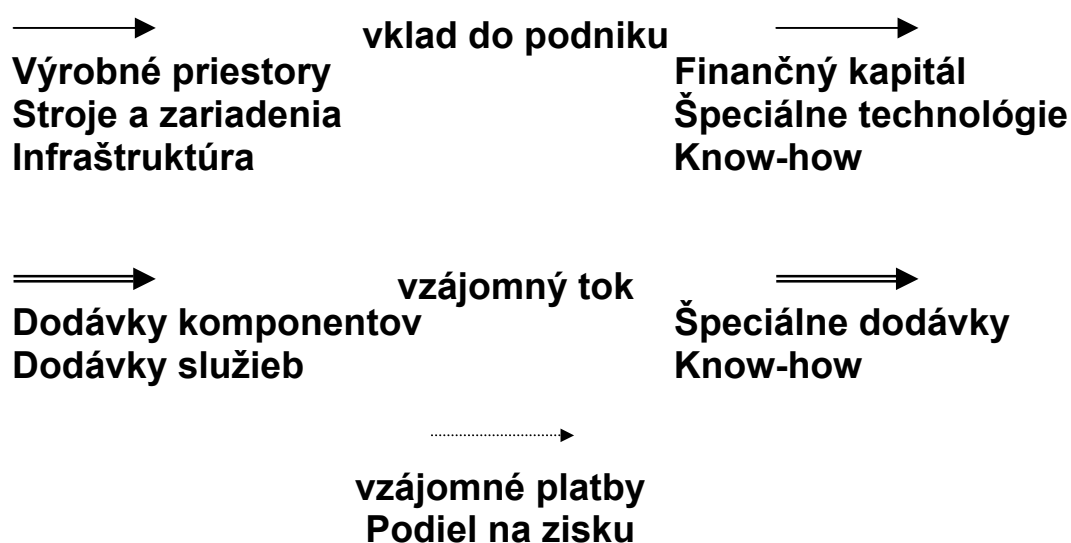 vklad do podniku
Výrobné priestory
Stroje a zariadenia
Infraštruktúra
Finančný kapitál
Špeciálne technológie
Know-how
vzájomný tok
Dodávky komponentov
Dodávky služieb
Špeciálne dodávky
Know-how
vzájomné platby
Podiel na zisku